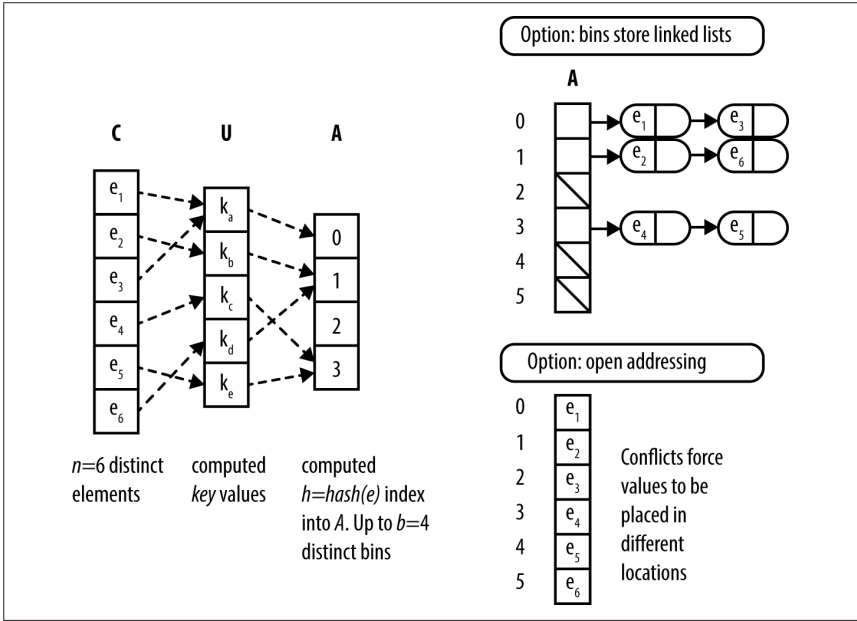 C U A
e1
e2
e3
e4
e5
e6
ka
kb
kc
kd
ke
0
1
2
3
n=6 distinct
elements
computed
key values
computed
h=hash(e) index
into A. Up to b=4
distinct bins
Option: bins store linked lists
A
0 e1 e3
1 e2 e6
2
3 e4 e5
4
5
Option: open addressing
0 e1
1 e2
2 e3
3 e4
4 e5
5 e6
Conflicts force
values to be
placed in
different
locations